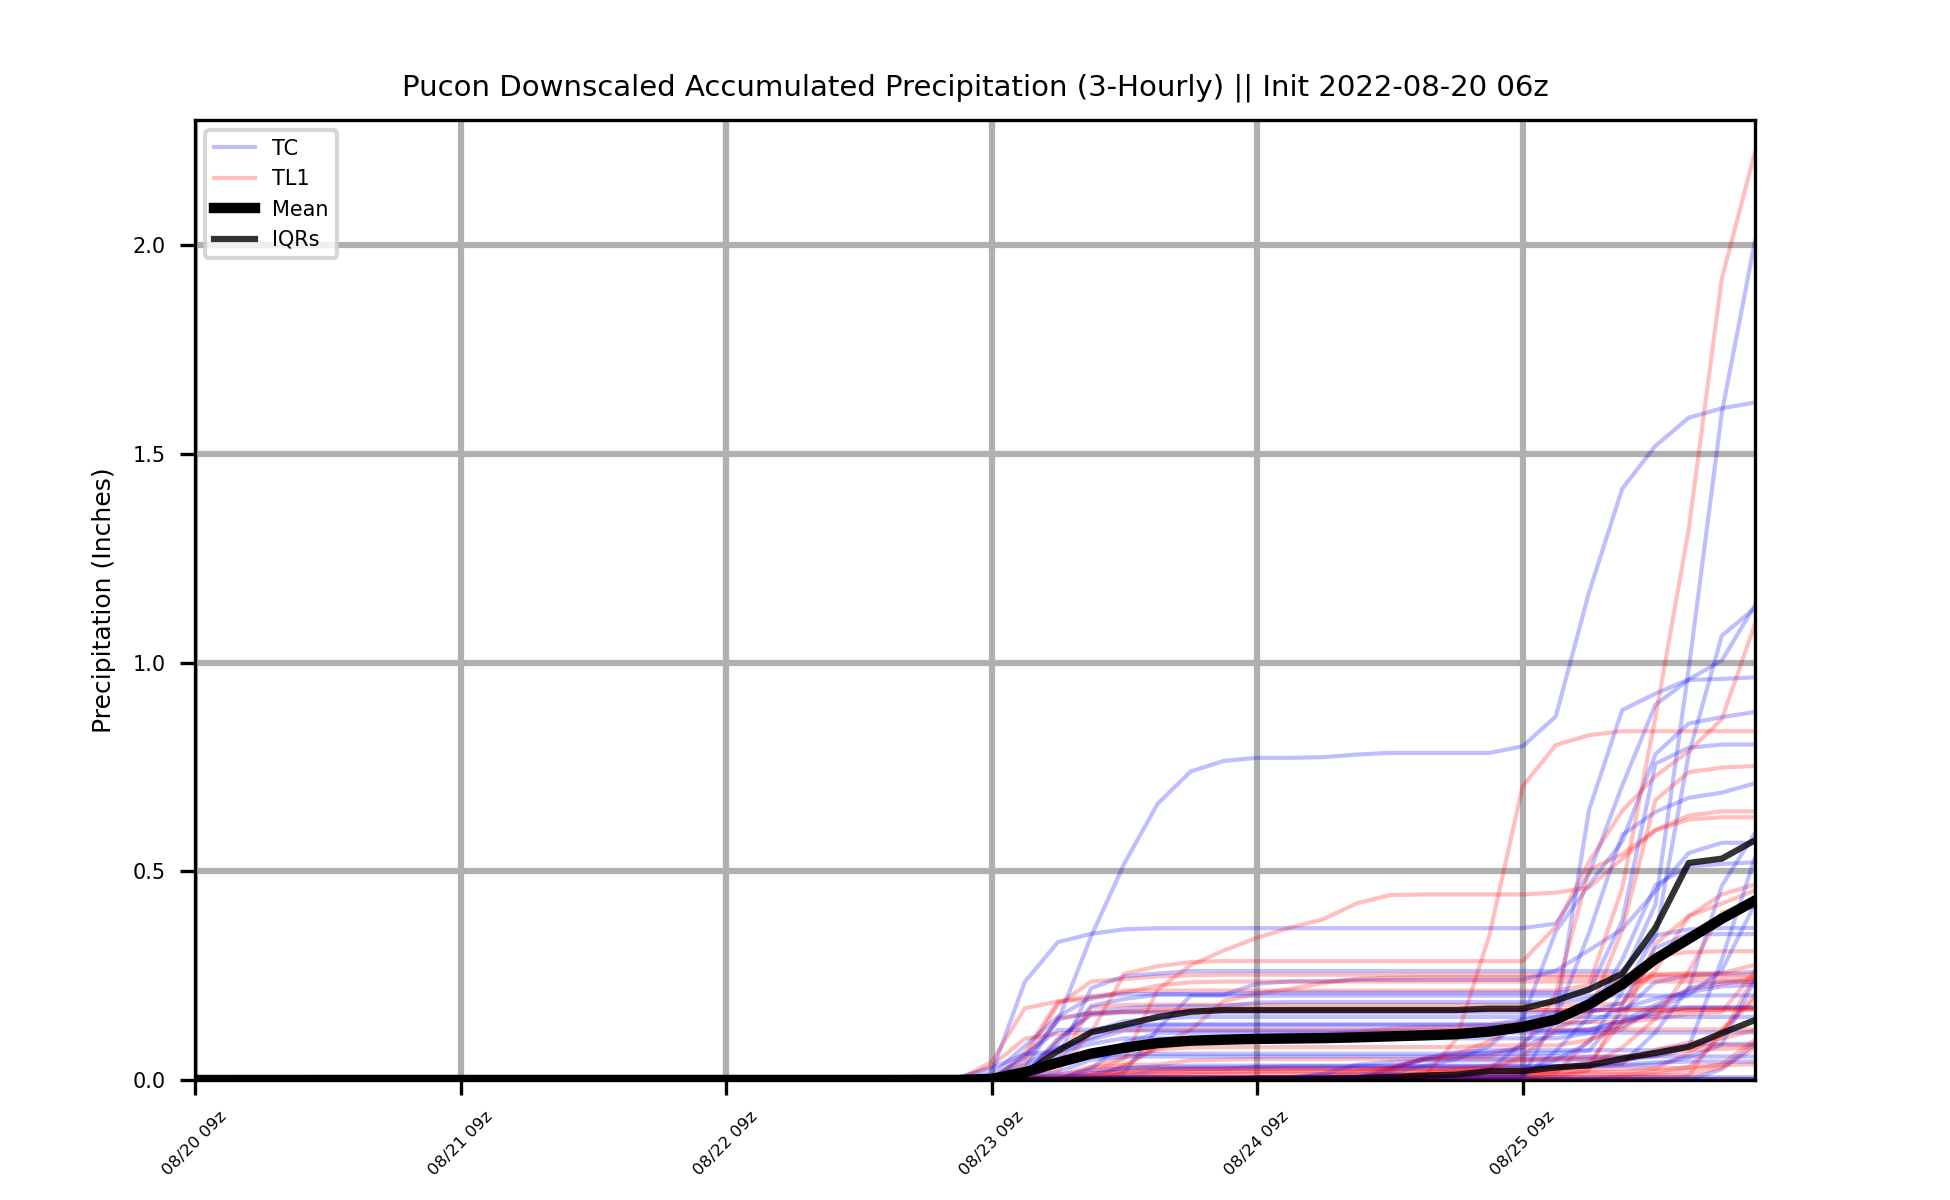 Pucon Downscaled Accumulated Precipitation (3-Hourly) || Init 2022-08-20 06z
TC
TL1
Mean
IQRs
Precipitation (Inches)
2.0
1.5
1.0
0.5
0.0
08/20 09z
08/21 09z
08/22 09z
08/23 09z
08/24 09z
08/25 09z